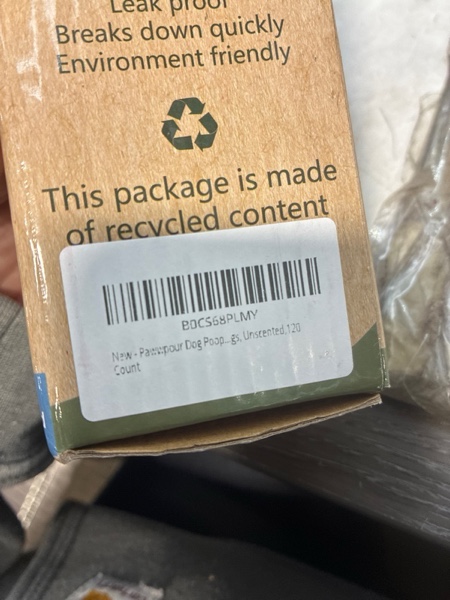 Leak proof
Breaks down quickly
Environment friendly
This package is made
of recycled content
B0CS68PLMY
New - Pawzpour Dog Poop...gs, Unscented,120
Count